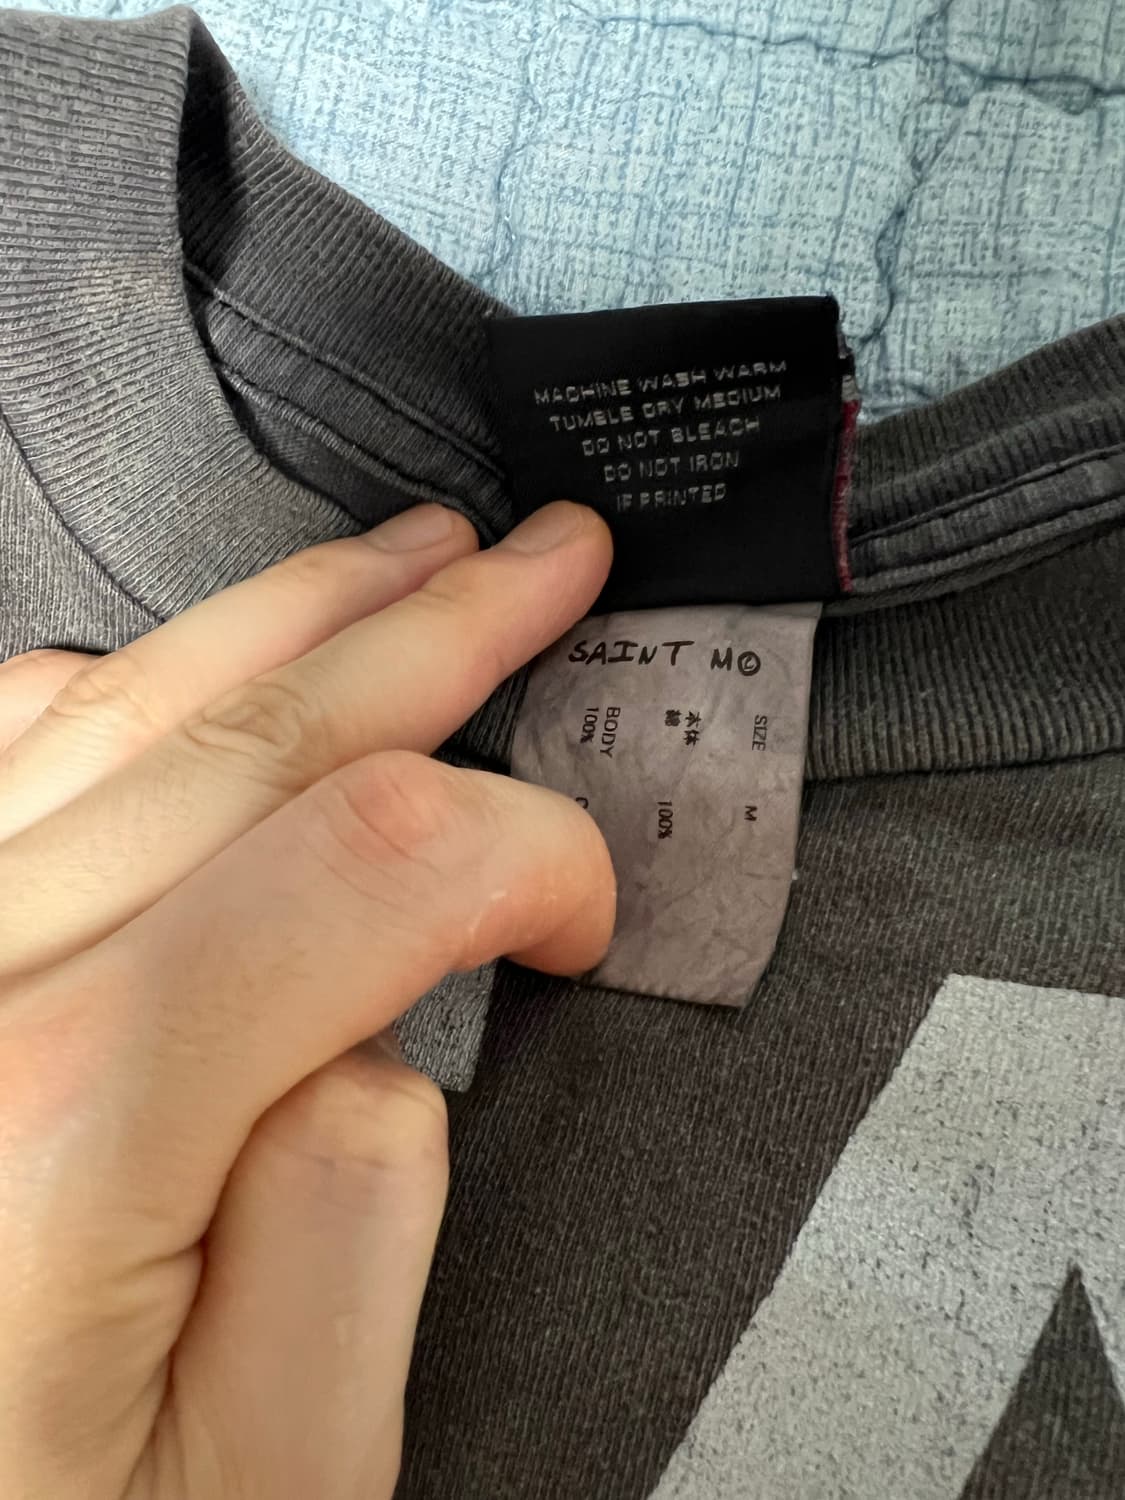 MACHINE WASH WARM
TUMBLE DRY MEDIUM
DO NOT BLEACH
DO NOT IRON
IF PRINTED
SAINT M
SIZE M
本体
綿 100%
BODY
100%